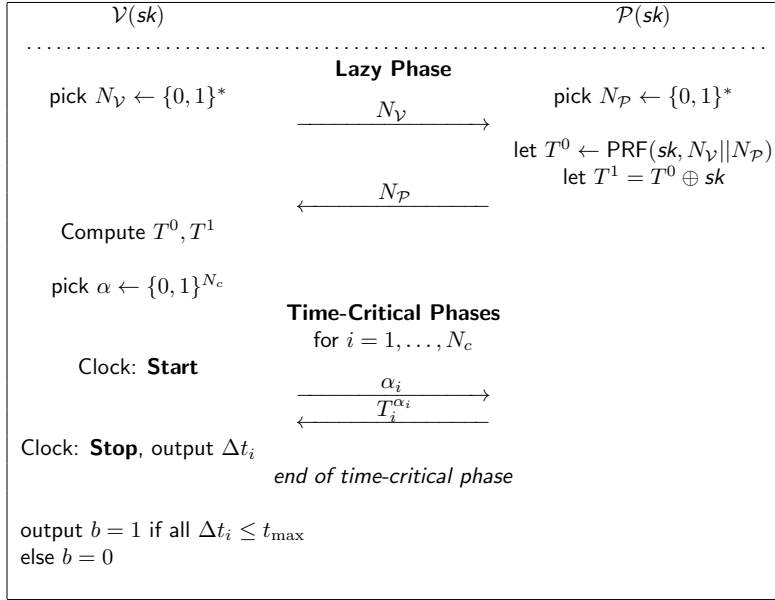 𝒱(sk) 𝒫(sk)
Lazy Phase
pick N_𝒱 ← {0, 1}* pick N_𝒫 ← {0, 1}*
N_𝒱
let T^0 ← PRF(sk, N_𝒱||N_𝒫)
let T^1 = T^0 ⊕ sk
N_𝒫
Compute T^0, T^1
pick α ← {0, 1}^{N_c}
Time-Critical Phases
for i = 1, . . . , N_c
Clock: Start
α_i
T_i^{α_i}
Clock: Stop, output Δt_i
end of time-critical phase
output b = 1 if all Δt_i ≤ t_max
else b = 0